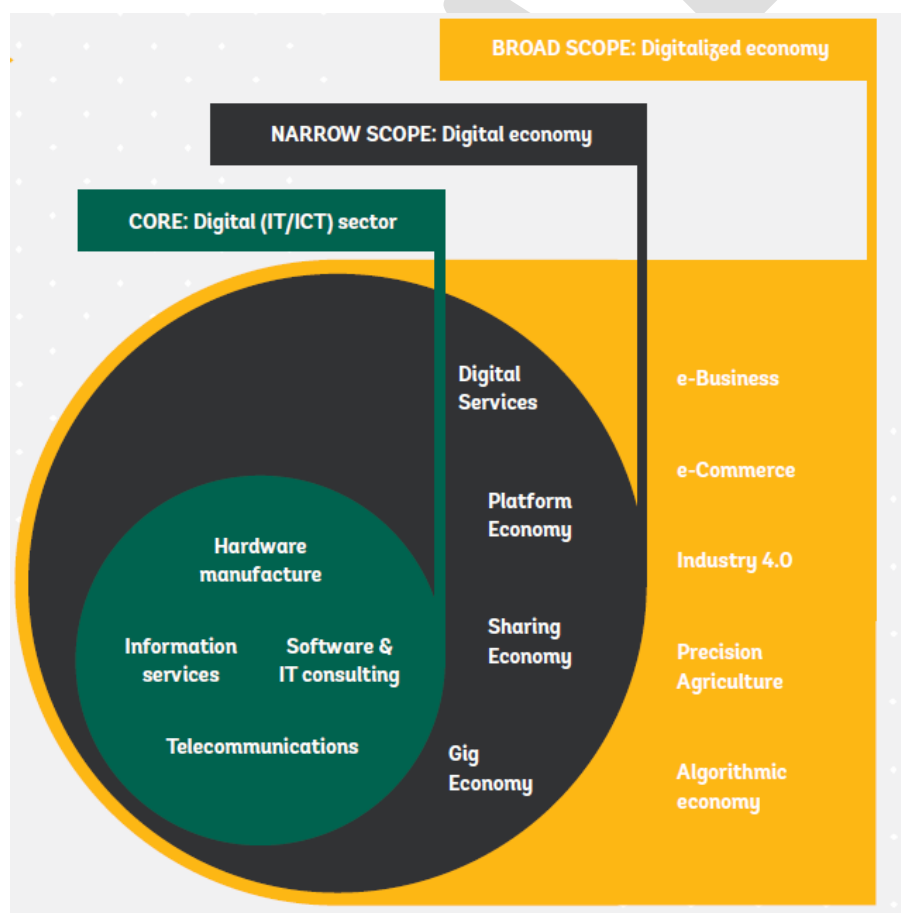 BROAD SCOPE: Digitalized economy
NARROW SCOPE: Digital economy
CORE: Digital (IT/ICT) sector
Hardware
manufacture
Information
services
Software &
IT consulting
Telecommunications
Digital
Services
Platform
Economy
Sharing
Economy
Gig
Economy
e-Business
e-Commerce
Industry 4.0
Precision
Agriculture
Algorithmic
economy